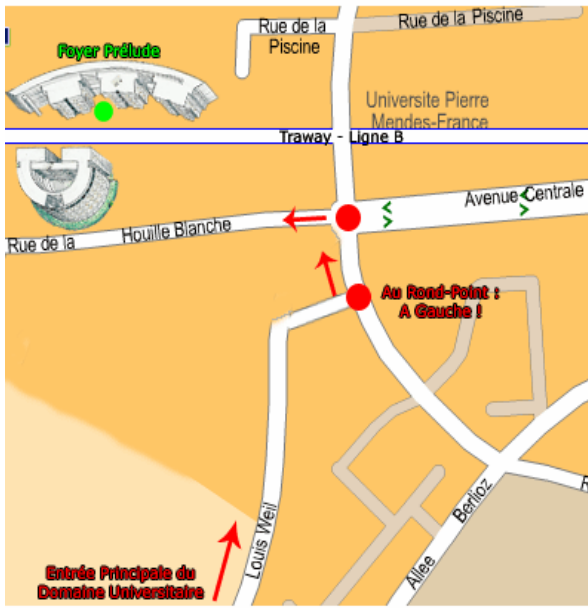 Rue de la Piscine
Rue de la
Piscine
Foyer Prélude
Universite Pierre
Mendes-France
Traway - Ligne B
Avenue Centrale
Houille Blanche
Rue de la
Au Rond-Point :
A Gauche !
Berlioz
Allee
Louis Weil
R
Entrée Principale du
Domaine Universitaire